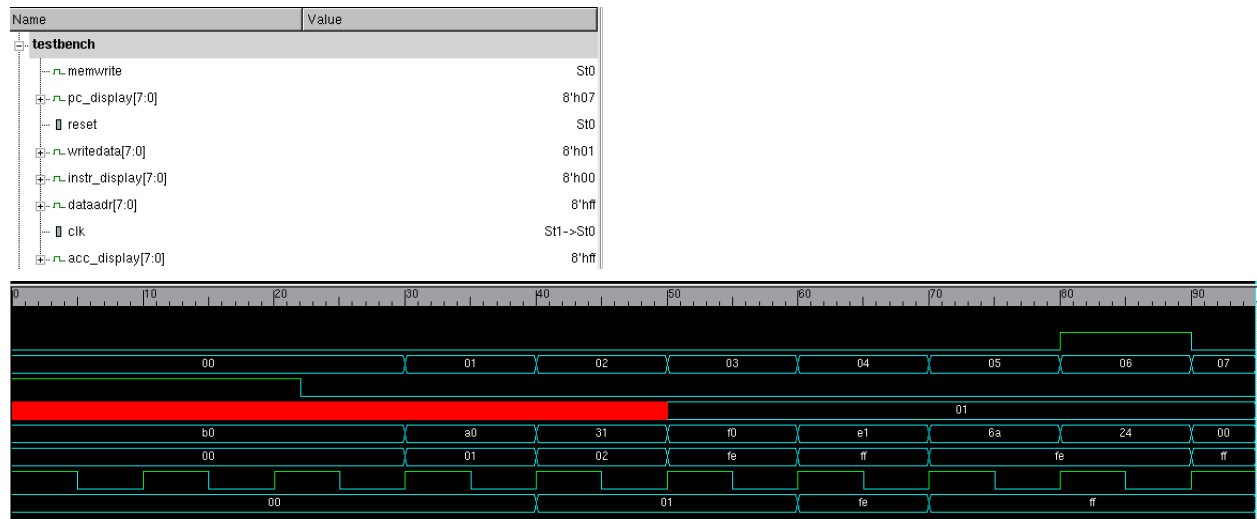 Name Value
testbench
memwrite St0
pc_display[7:0] 8'h07
reset St0
writedata[7:0] 8'h01
instr_display[7:0] 8'h00
dataadr[7:0] 8'hff
clk St1->St0
acc_display[7:0] 8'hff
0 10 20 30 40 50 60 70 80 90
00 01 02 03 04 05 06 07
01
b0 a0 31 f0 e1 6a 24 00
00 01 02 fe ff fe ff
00 01 fe ff